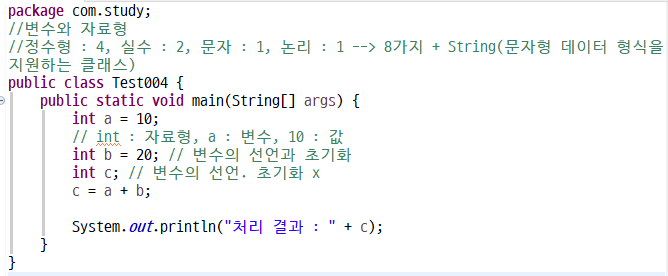 package com.study;
//변수와 자료형
//정수형 : 4, 실수 : 2, 문자 : 1, 논리 : 1 --> 8가지 + String(문자형 데이터 형식을
지원하는 클래스)
public class Test004 {
    public static void main(String[] args) {
        int a = 10;
        // int : 자료형, a : 변수, 10 : 값
        int b = 20; // 변수의 선언과 초기화
        int c; // 변수의 선언. 초기화 x
        c = a + b;

        System.out.println("처리 결과 : " + c);
    }
}